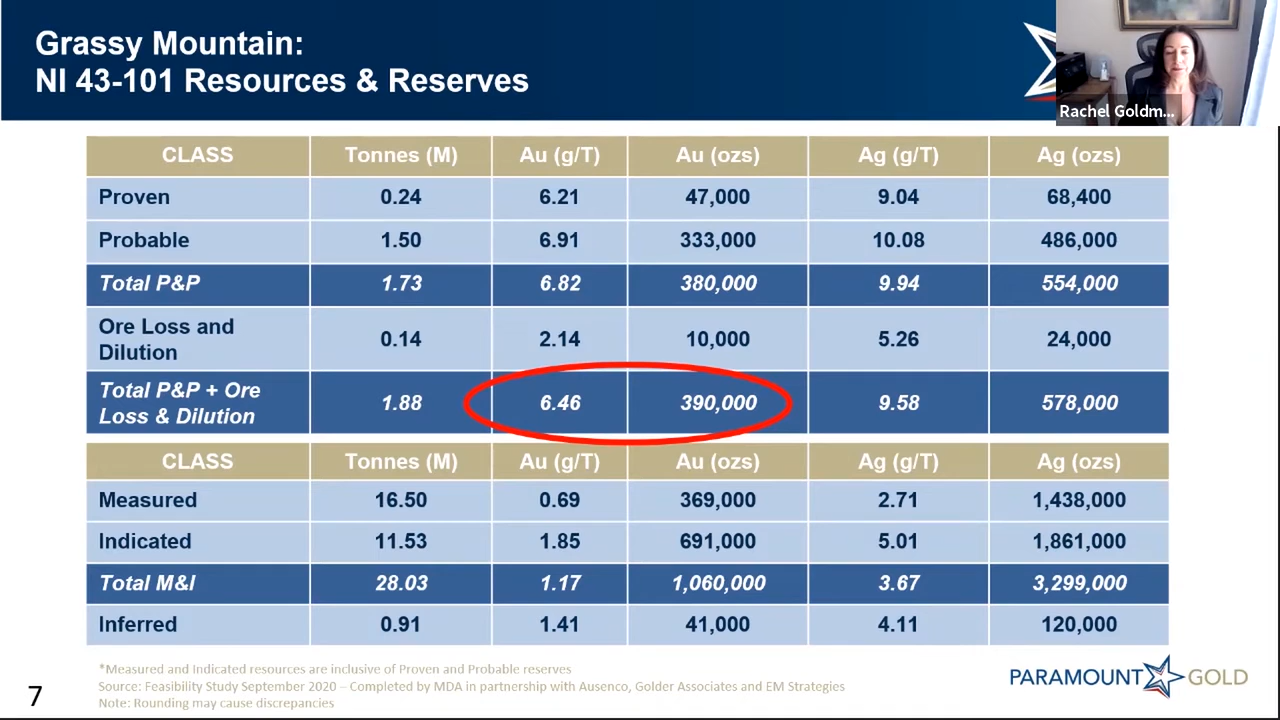 Grassy Mountain:
NI 43-101 Resources & Reserves
Rachel Goldm...
CLASS Tonnes (M) Au (g/T) Au (ozs) Ag (g/T) Ag (ozs)
Proven 0.24 6.21 47,000 9.04 68,400
Probable 1.50 6.91 333,000 10.08 486,000
Total P&P 1.73 6.82 380,000 9.94 554,000
Ore Loss and
Dilution 0.14 2.14 10,000 5.26 24,000
Total P&P + Ore
Loss & Dilution 1.88 6.46 390,000 9.58 578,000
CLASS Tonnes (M) Au (g/T) Au (ozs) Ag (g/T) Ag (ozs)
Measured 16.50 0.69 369,000 2.71 1,438,000
Indicated 11.53 1.85 691,000 5.01 1,861,000
Total M&I 28.03 1.17 1,060,000 3.67 3,299,000
Inferred 0.91 1.41 41,000 4.11 120,000
*Measured and Indicated resources are inclusive of Proven and Probable reserves
Source: Feasibility Study September 2020 – Completed by MDA in partnership with Ausenco, Golder Associates and EM Strategies
Note: Rounding may cause discrepancies
7
PARAMOUNT GOLD